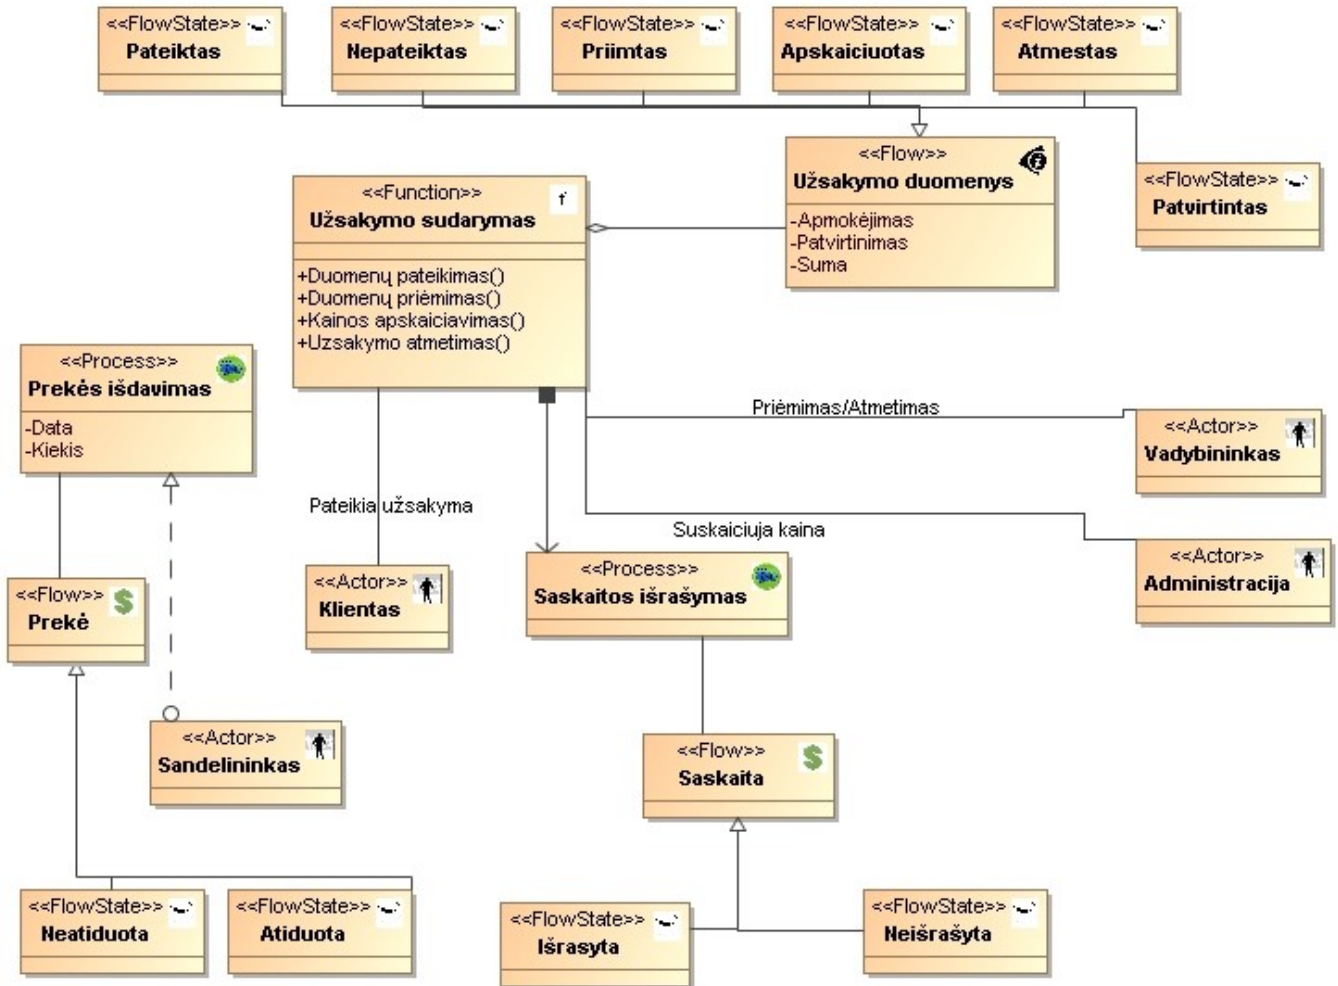 <<FlowState>>
Pateiktas
<<FlowState>>
Nepateiktas
<<FlowState>>
Priimtas
<<FlowState>>
Apskaiciuotas
<<FlowState>>
Atmestas
<<Flow>>
Užsakymo duomenys
-Apmokėjimas
-Patvirtinimas
-Suma
<<FlowState>>
Patvirtintas
<<Function>>
f
Užsakymo sudarymas
+Duomenų pateikimas()
+Duomenų priėmimas()
+Kainos apskaiciavimas()
+Uzsakymo atmetimas()
<<Process>>
Prekės išdavimas
-Data
-Kiekis
Priėmimas/Atmetimas
<<Actor>>
Vadybininkas
Pateikia užsakyma
Suskaiciuja kaina
<<Actor>>
Administracija
<<Actor>>
Klientas
<<Process>>
Saskaitos išrašymas
<<Flow>>
$
Prekė
<<Actor>>
Sandelininkas
<<Flow>>
$
Saskaita
<<FlowState>>
Neatiduota
<<FlowState>>
Atiduota
<<FlowState>>
Išrasyta
<<FlowState>>
Neišrašyta